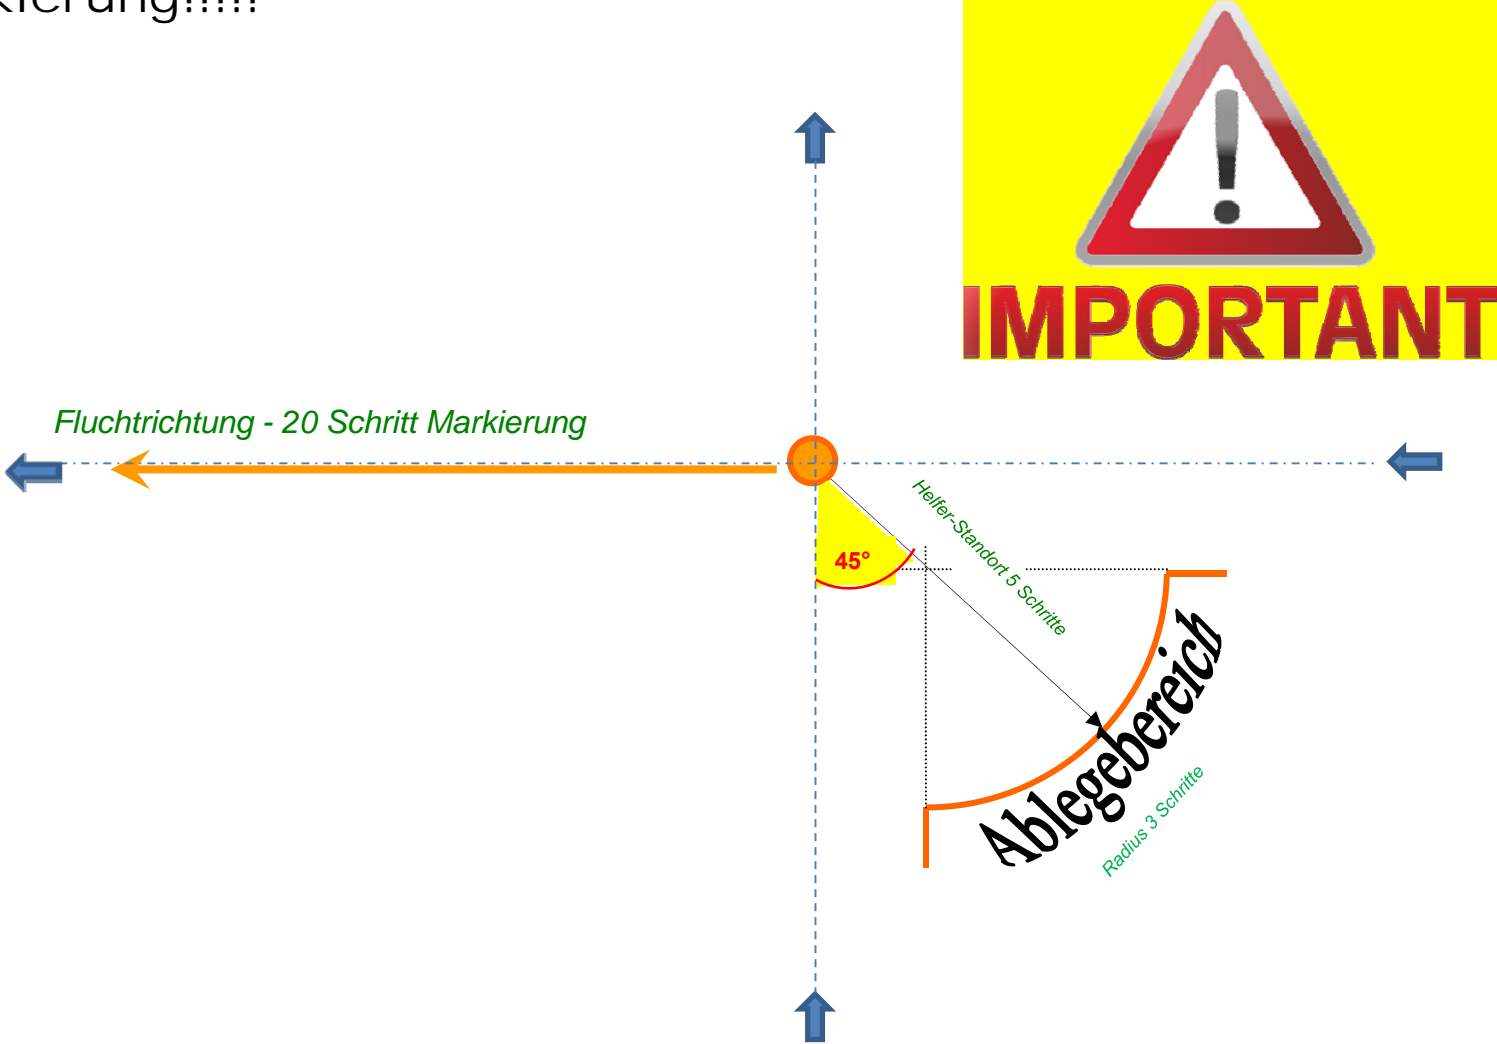 IMPORTANT
Fluchtrichtung - 20 Schritt Markierung
Helfer-Standort 5 Schritte
45°
Ablegebereich
Radius 3 Schritte